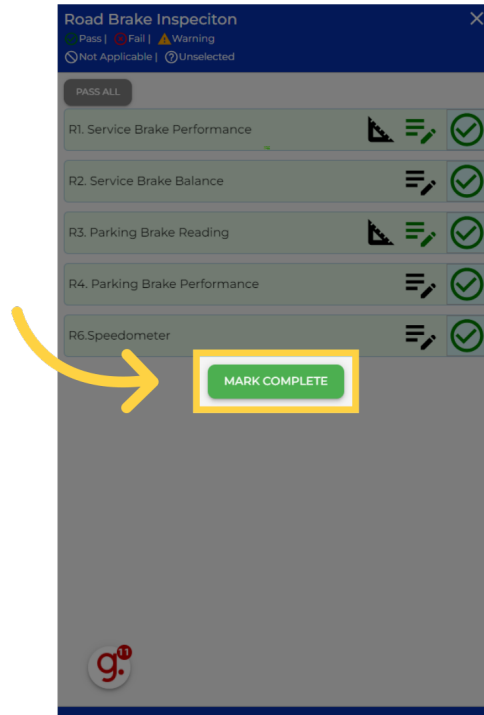 Road Brake Inspeciton
Pass | Fail | Warning
Not Applicable | Unselected
PASS ALL
R1. Service Brake Performance
R2. Service Brake Balance
R3. Parking Brake Reading
R4. Parking Brake Performance
R6.Speedometer
MARK COMPLETE
g. 11